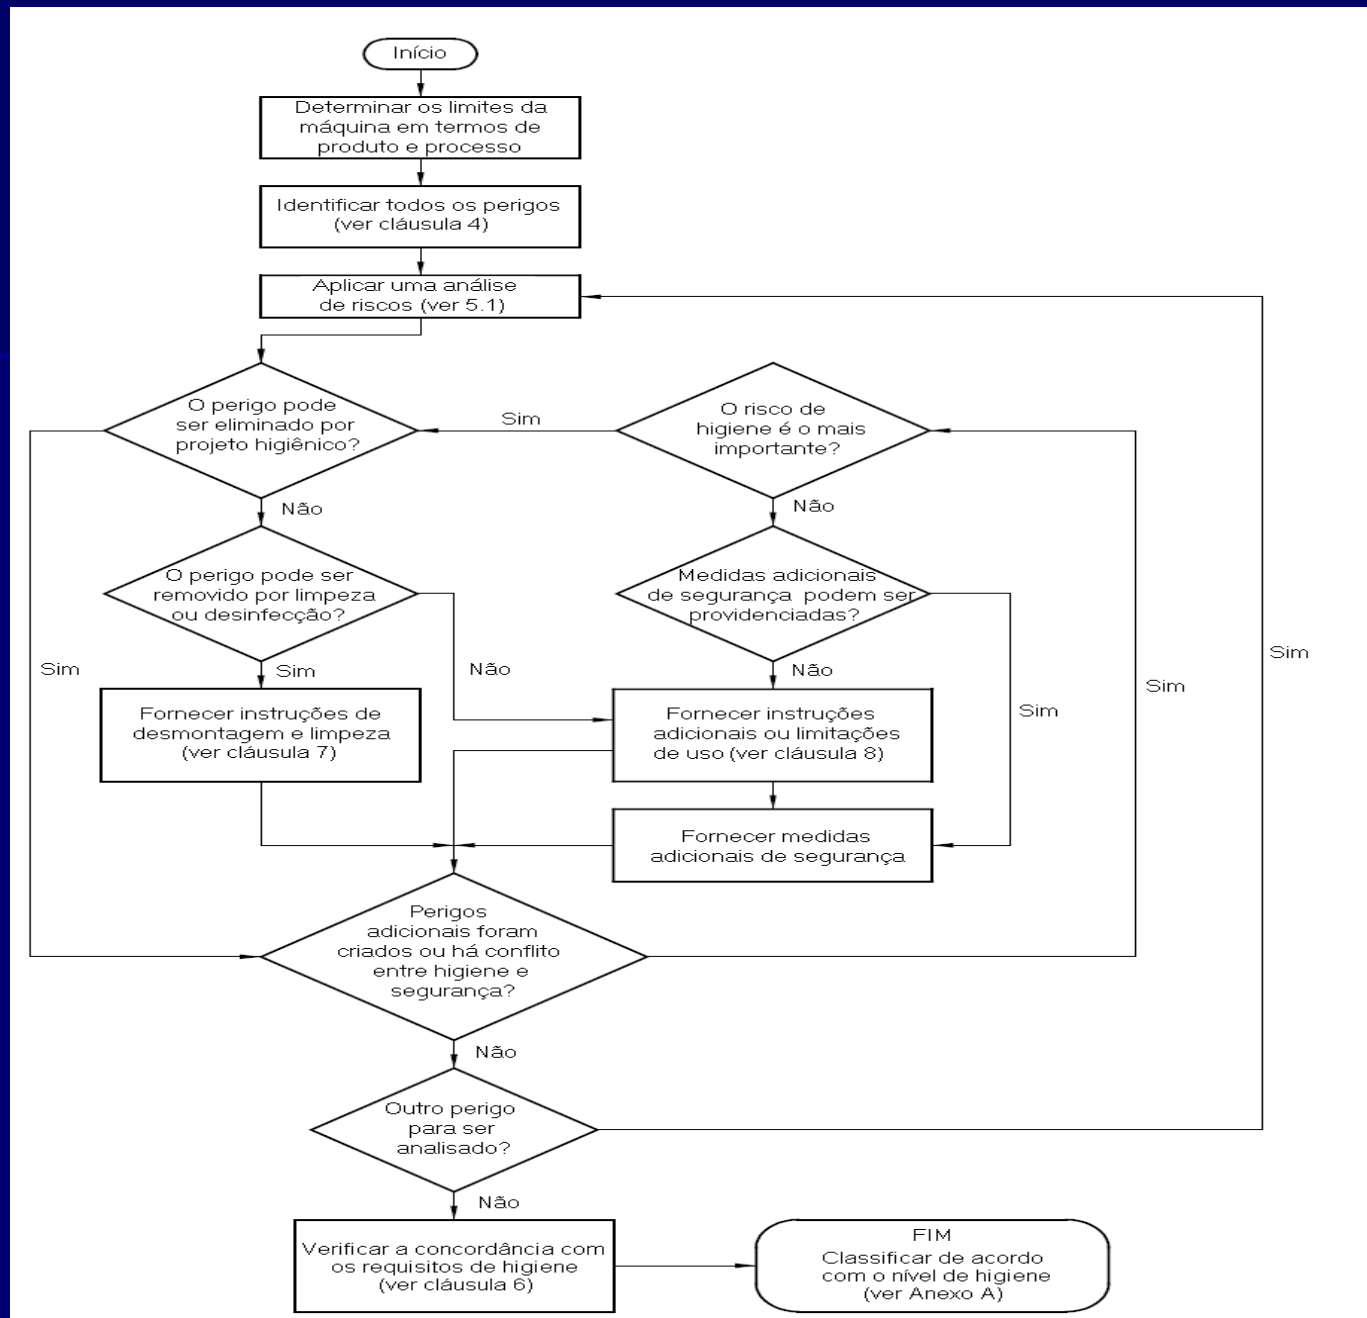 Início
Determinar os limites da
máquina em termos de
produto e processo
Identificar todos os perigos
(ver cláusula 4)
Aplicar uma análise
de riscos (ver 5.1)
O perigo pode
ser eliminado por
projeto higiênico?
Sim
O risco de
higiene é o mais
importante?
Não
Não
O perigo pode ser
removido por limpeza
ou desinfecção?
Medidas adicionais
de segurança podem ser
providenciadas?
Sim
Sim
Não
Não
Sim
Sim
Sim
Fornecer instruções de
desmontagem e limpeza
(ver cláusula 7)
Fornecer instruções
adicionais ou limitações
de uso (ver cláusula 8)
Fornecer medidas
adicionais de segurança
Perigos
adicionais foram
criados ou há conflito
entre higiene e
segurança?
Não
Outro perigo
para ser
analisado?
Não
Verificar a concordância com
os requisitos de higiene
(ver cláusula 6)
FIM
Classificar de acordo
com o nível de higiene
(ver Anexo A)